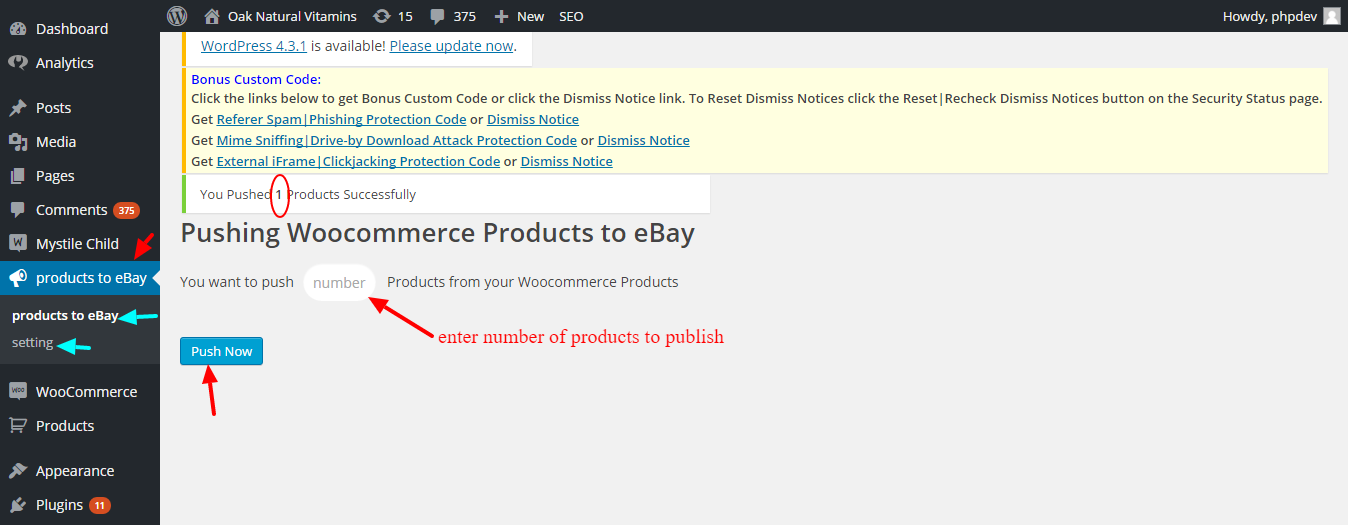 Oak Natural Vitamins 15 375 New SEO Howdy, phpdev
Dashboard
Analytics
Posts
Media
Pages
Comments 375
Mystile Child
products to eBay
products to eBay
setting
WooCommerce
Products
Appearance
Plugins 11
WordPress 4.3.1 is available! Please update now.
Bonus Custom Code:
Click the links below to get Bonus Custom Code or click the Dismiss Notice link. To Reset Dismiss Notices click the Reset|Recheck Dismiss Notices button on the Security Status page.
Get Referer Spam|Phishing Protection Code or Dismiss Notice
Get Mime Sniffing|Drive-by Download Attack Protection Code or Dismiss Notice
Get External iFrame|Clickjacking Protection Code or Dismiss Notice
You Pushed 1 Products Successfully
Pushing Woocommerce Products to eBay
You want to push number Products from your Woocommerce Products
enter number of products to publish
Push Now